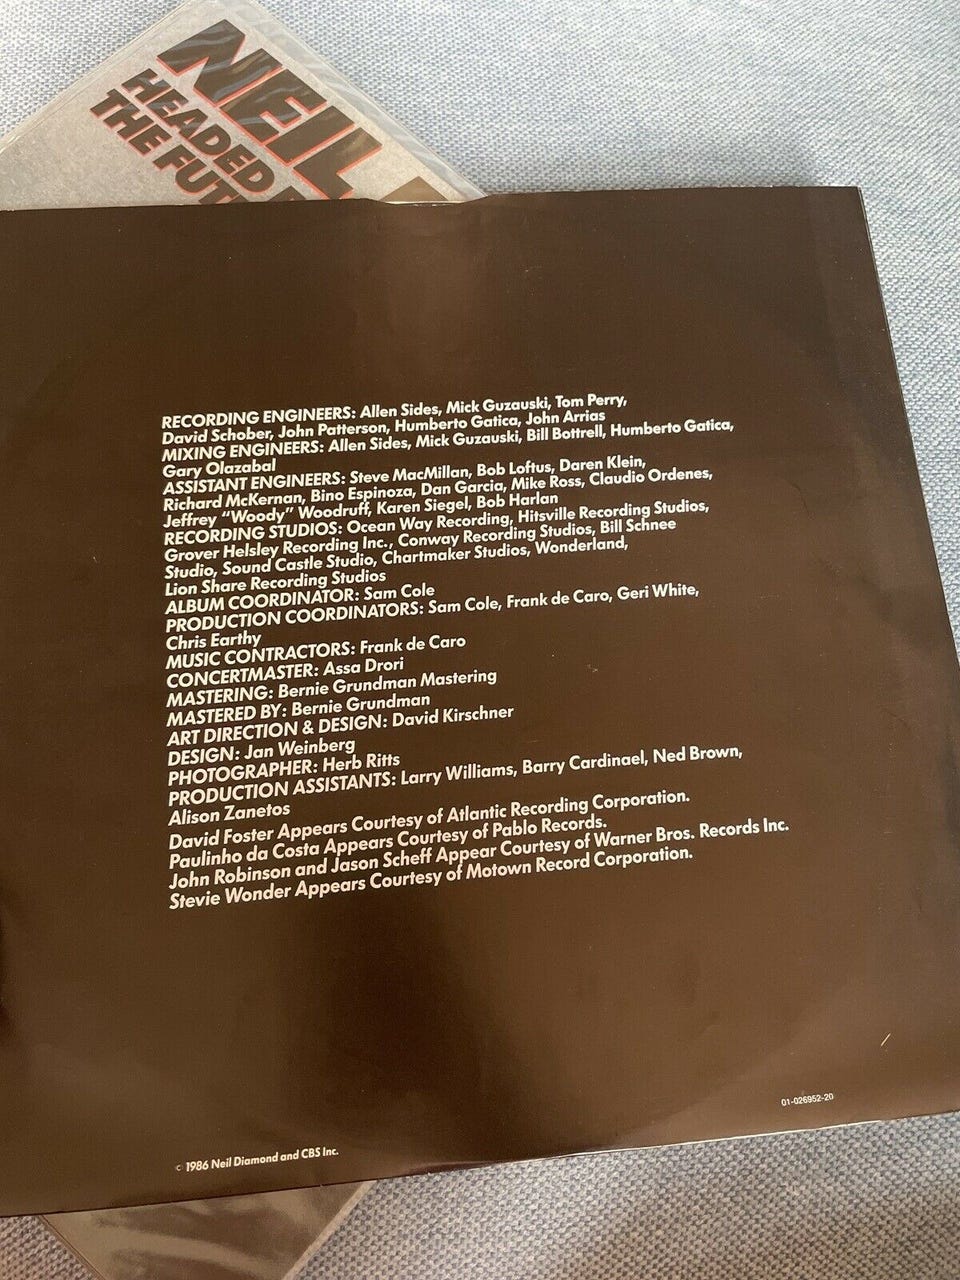 NEIL
HEADED
THE FUT
RECORDING ENGINEERS: Allen Sides, Mick Guzauski, Tom Perry,
David Schober, John Patterson, Humberto Gatica, John Arrias
MIXING ENGINEERS: Allen Sides, Mick Guzauski, Bill Bottrell, Humberto Gatica,
Gary Olazabal
ASSISTANT ENGINEERS: Steve MacMillan, Bob Loftus, Daren Klein,
Richard McKernan, Bino Espinoza, Dan Garcia, Mike Ross, Claudio Ordenes,
Jeffrey "Woody" Woodruff, Karen Siegel, Bob Harlan
RECORDING STUDIOS: Ocean Way Recording, Hitsville Recording Studios,
Grover Helsley Recording Inc., Conway Recording Studios, Bill Schnee
Studio, Sound Castle Studio, Chartmaker Studios, Wonderland,
Lion Share Recording Studios
ALBUM COORDINATOR: Sam Cole
PRODUCTION COORDINATORS: Sam Cole, Frank de Caro, Geri White,
Chris Earthy
MUSIC CONTRACTORS: Frank de Caro
CONCERTMASTER: Assa Drori
MASTERING: Bernie Grundman Mastering
MASTERED BY: Bernie Grundman
ART DIRECTION & DESIGN: David Kirschner
DESIGN: Jan Weinberg
PHOTOGRAPHER: Herb Ritts
PRODUCTION ASSISTANTS: Larry Williams, Barry Cardinael, Ned Brown,
Alison Zanetos
David Foster Appears Courtesy of Atlantic Recording Corporation.
Paulinho da Costa Appears Courtesy of Pablo Records.
John Robinson and Jason Scheff Appear Courtesy of Warner Bros. Records Inc.
Stevie Wonder Appears Courtesy of Motown Record Corporation.
01-026952-20
© 1986 Neil Diamond and CBS Inc.